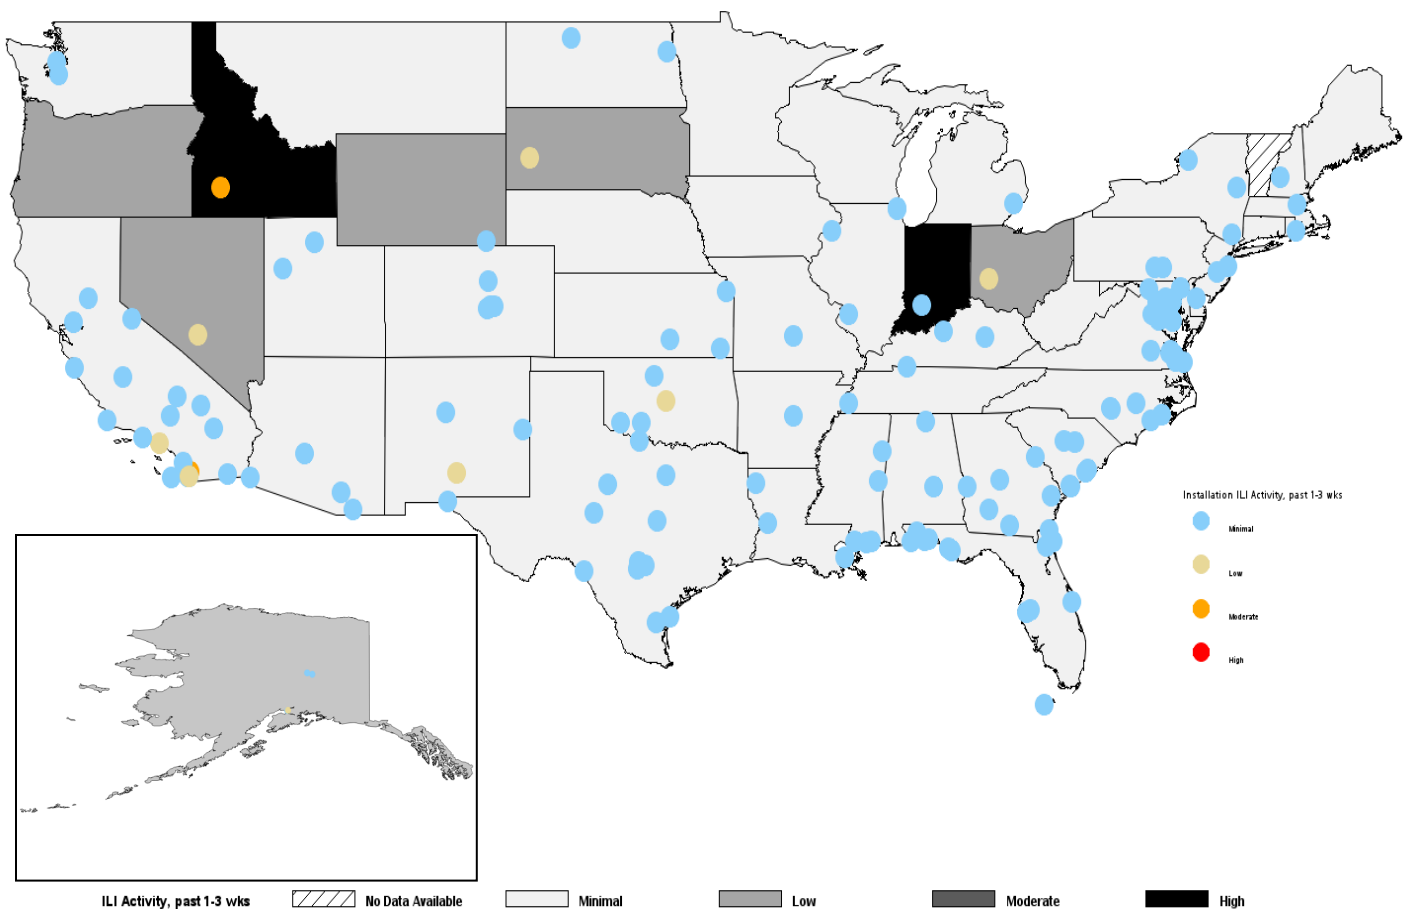 Installation ILI Activity, past 1-3 wks
Minimal
Low
Moderate
High
ILI Activity, past 1-3 wks No Data Available Minimal Low Moderate High